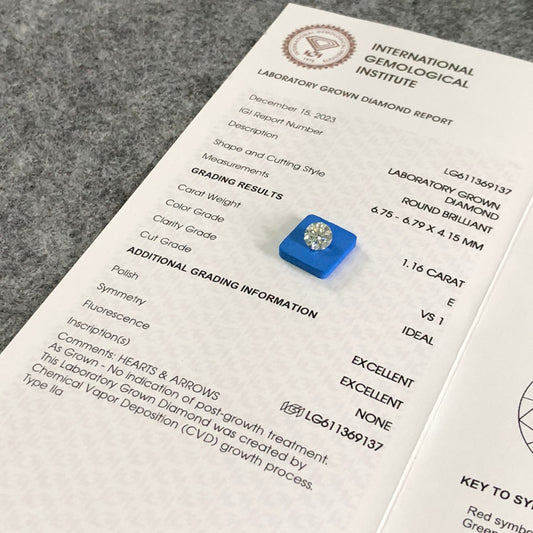 IGI
1975
INTERNATIONAL
GEMOLOGICAL
INSTITUTE
LABORATORY GROWN DIAMOND REPORT
December 15, 2023
IGI Report Number LG611369137
Description LABORATORY GROWN
DIAMOND
Shape and Cutting Style ROUND BRILLIANT
Measurements 6.75 - 6.79 X 4.15 MM
GRADING RESULTS
Carat Weight 1.16 CARAT
Color Grade E
Clarity Grade VS 1
Cut Grade IDEAL
ADDITIONAL GRADING INFORMATION
Polish EXCELLENT
Symmetry EXCELLENT
Fluorescence NONE
Inscription(s) LG611369137
Comments: HEARTS & ARROWS
As Grown - No indication of post-growth treatment.
This Laboratory Grown Diamond was created by
Chemical Vapor Deposition (CVD) growth process.
Type IIa
KEY TO SY
Red symbo
Green